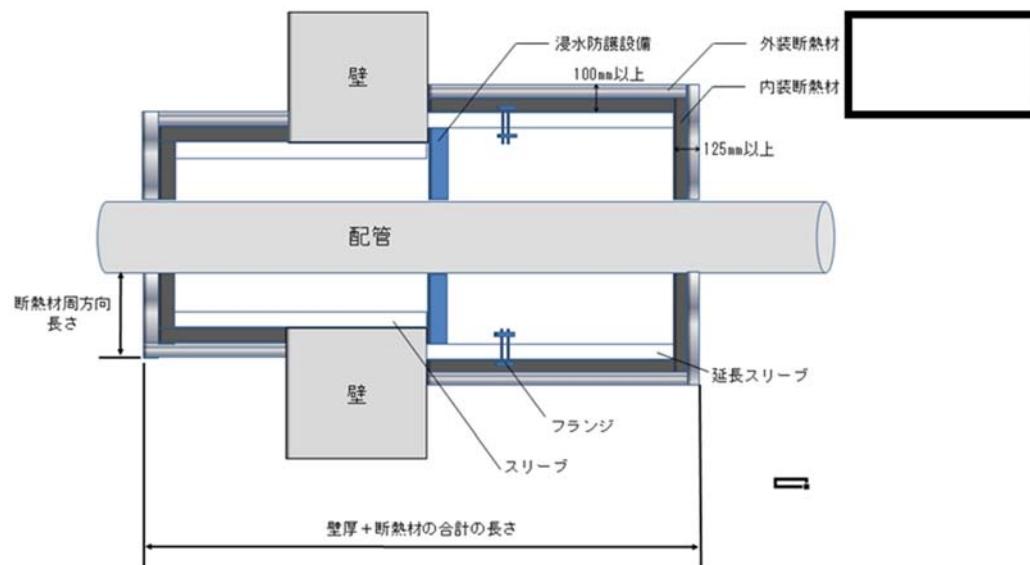 壁
浸水防護設備
外装断熱材
100mm以上
内装断熱材
125mm以上
配管
断熱材周方向
長さ
延長スリーブ
壁
フランジ
スリーブ
壁厚+断熱材の合計の長さ